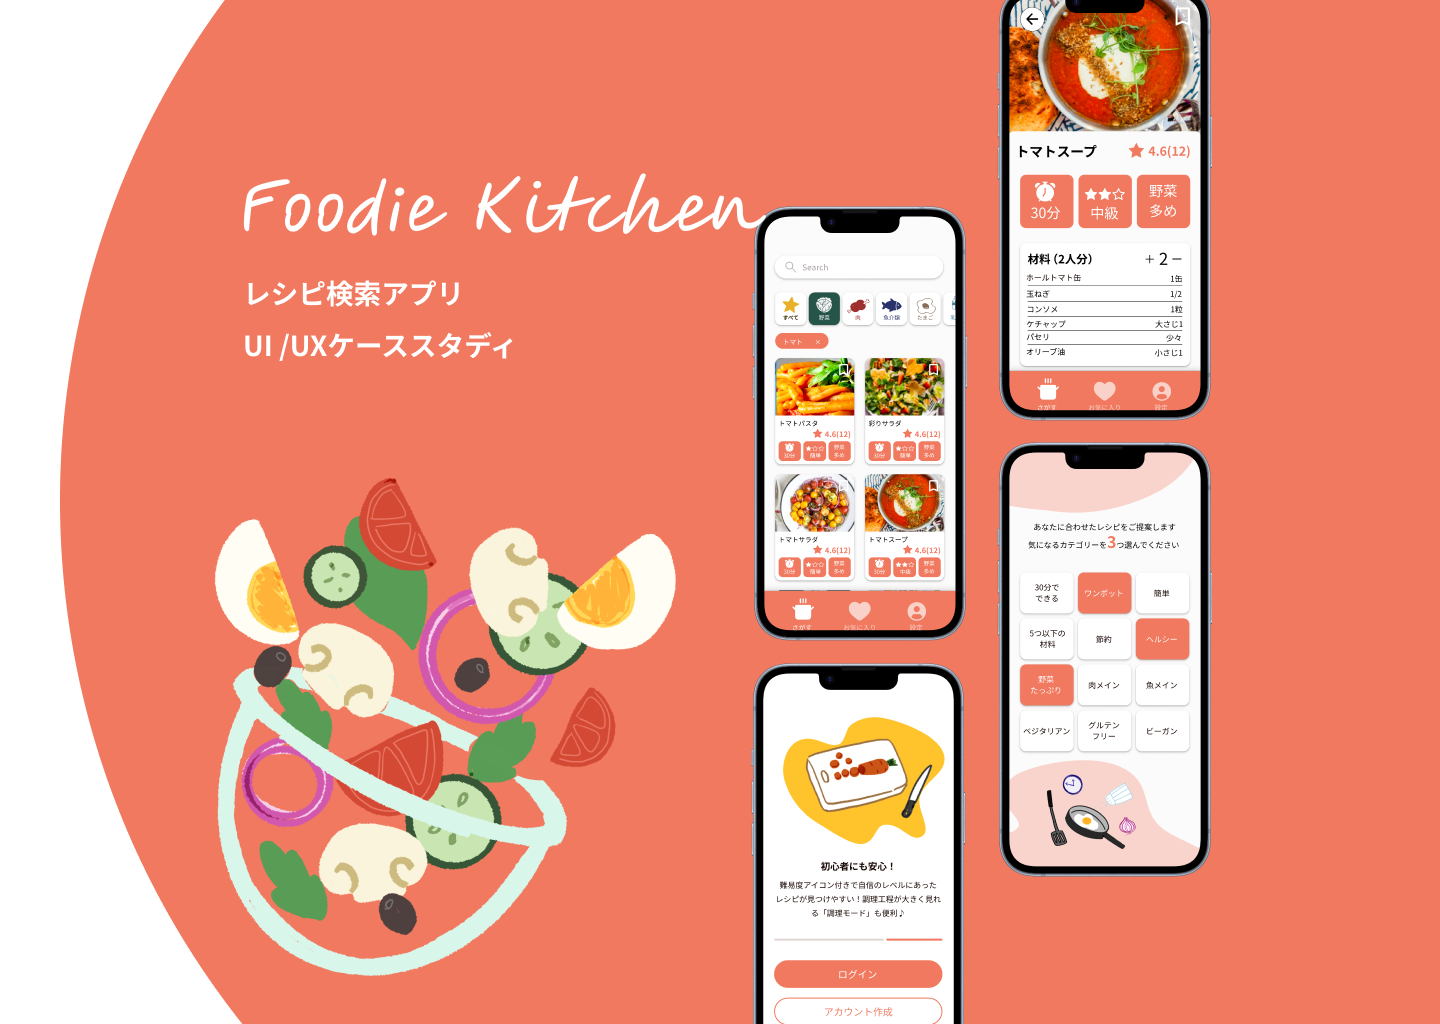 Foodie Kitchen
レシピ検索アプリ
UI /UXケーススタディ
Search
すべて
野菜
肉
魚介類
たまご
トマト ×
トマトパスタ
4.6(12)
30分
簡単
野菜
多め
彩りサラダ
4.6(12)
30分
簡単
野菜
多め
トマトサラダ
4.6(12)
30分
簡単
野菜
多め
トマトスープ
4.6(12)
30分
中級
野菜
多め
さがす
お気に入り
設定
初心者にも安心！
難易度アイコン付きで自信のレベルにあった
レシピが見つけやすい！調理工程が大きく見れ
る「調理モード」も便利♪
ログイン
アカウント作成
トマトスープ
4.6(12)
30分
中級
野菜
多め
材料（2人分）
＋ 2 −
ホールトマト缶 1缶
玉ねぎ 1/2
コンソメ 1粒
ケチャップ 大さじ1
パセリ 少々
オリーブ油 小さじ1
さがす
お気に入り
設定
あなたに合わせたレシピをご提案します
気になるカテゴリーを3つ選んでください
30分で
できる
ワンポット
簡単
5つ以下の
材料
節約
ヘルシー
野菜
たっぷり
肉メイン
魚メイン
ベジタリアン
グルテン
フリー
ビーガン